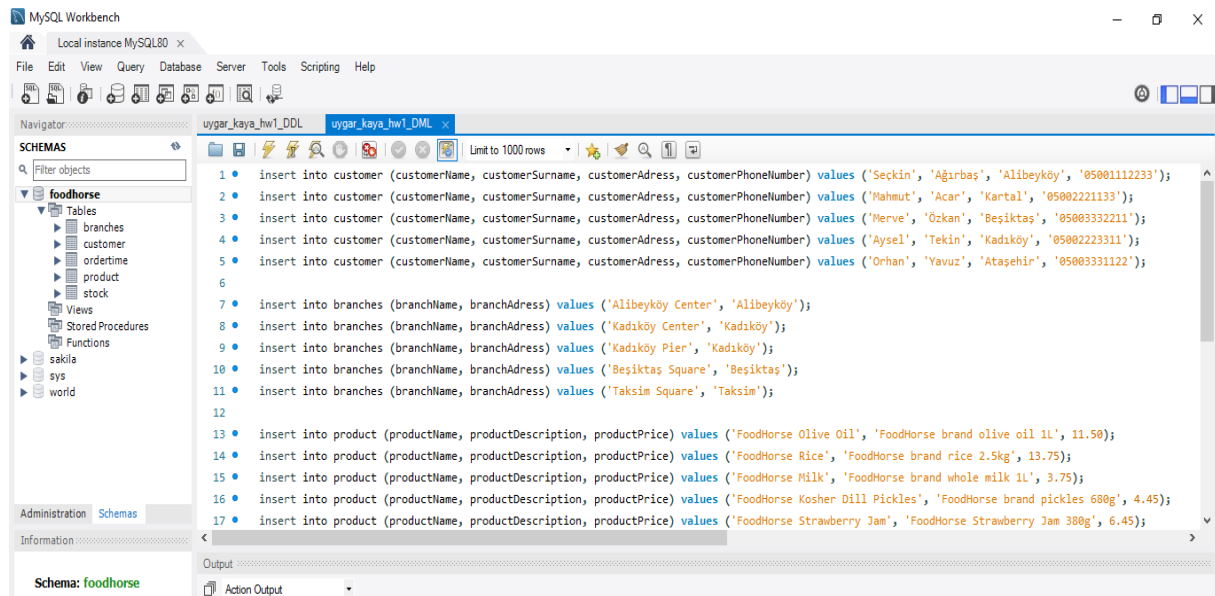 MySQL Workbench
Local instance MySQL80 ×
File Edit View Query Database Server Tools Scripting Help
Navigator
SCHEMAS
Filter objects
foodhorse
Tables
branches
customer
ordertime
product
stock
Views
Stored Procedures
Functions
sakila
sys
world
Administration Schemas
Information
Schema: foodhorse
uygar_kaya_hw1_DDL uygar_kaya_hw1_DML ×
Limit to 1000 rows
1 insert into customer (customerName, customerSurname, customerAdress, customerPhoneNumber) values ('Seçkin', 'Ağırbaş', 'Alibeyköy', '05001112233');
2 insert into customer (customerName, customerSurname, customerAdress, customerPhoneNumber) values ('Mahmut', 'Acar', 'Kartal', '05002221133');
3 insert into customer (customerName, customerSurname, customerAdress, customerPhoneNumber) values ('Merve', 'Özkan', 'Beşiktaş', '05003332211');
4 insert into customer (customerName, customerSurname, customerAdress, customerPhoneNumber) values ('Aysel', 'Tekin', 'Kadıköy', '05002223311');
5 insert into customer (customerName, customerSurname, customerAdress, customerPhoneNumber) values ('Orhan', 'Yavuz', 'Ataşehir', '05003331122');
6
7 insert into branches (branchName, branchAdress) values ('Alibeyköy Center', 'Alibeyköy');
8 insert into branches (branchName, branchAdress) values ('Kadıköy Center', 'Kadıköy');
9 insert into branches (branchName, branchAdress) values ('Kadıköy Pier', 'Kadıköy');
10 insert into branches (branchName, branchAdress) values ('Beşiktaş Square', 'Beşiktaş');
11 insert into branches (branchName, branchAdress) values ('Taksim Square', 'Taksim');
12
13 insert into product (productName, productDescription, productPrice) values ('FoodHorse Olive Oil', 'FoodHorse brand olive oil 1L', 11.50);
14 insert into product (productName, productDescription, productPrice) values ('FoodHorse Rice', 'FoodHorse brand rice 2.5kg', 13.75);
15 insert into product (productName, productDescription, productPrice) values ('FoodHorse Milk', 'FoodHorse brand whole milk 1L', 3.75);
16 insert into product (productName, productDescription, productPrice) values ('FoodHorse Kosher Dill Pickles', 'FoodHorse brand pickles 680g', 4.45);
17 insert into product (productName, productDescription, productPrice) values ('FoodHorse Strawberry Jam', 'FoodHorse Strawberry Jam 380g', 6.45);
Output
Action Output